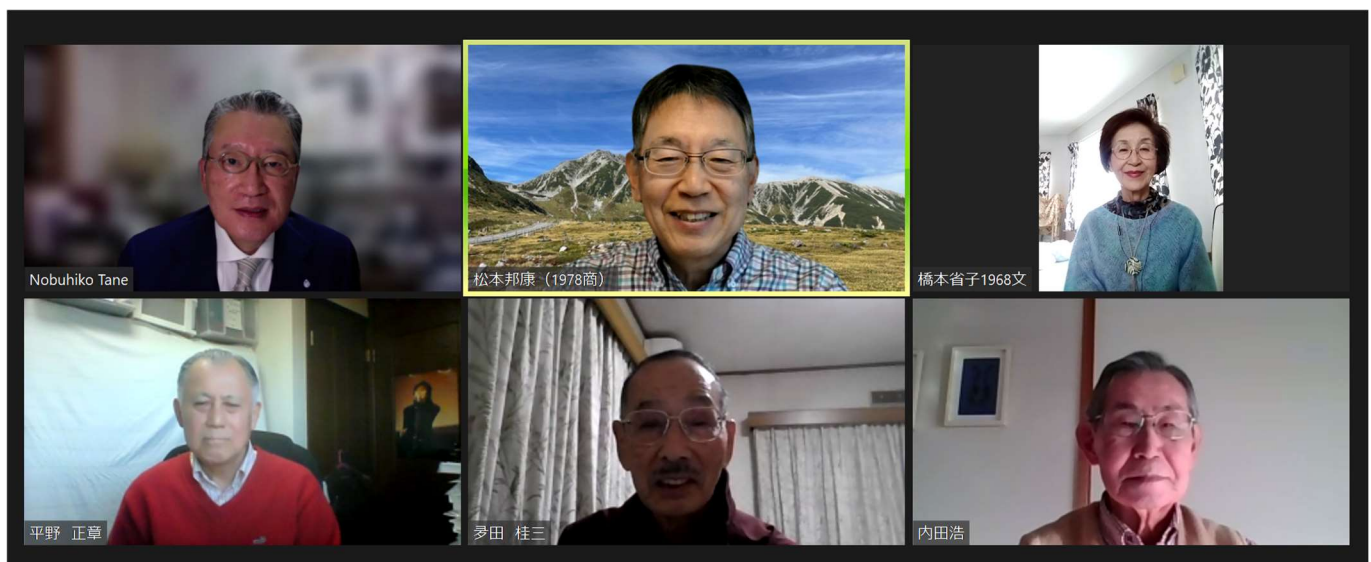 Nobuhiko Tane
松本邦康（1978商）
橋本省子1968文
平野 正章
夛田 桂三
内田浩